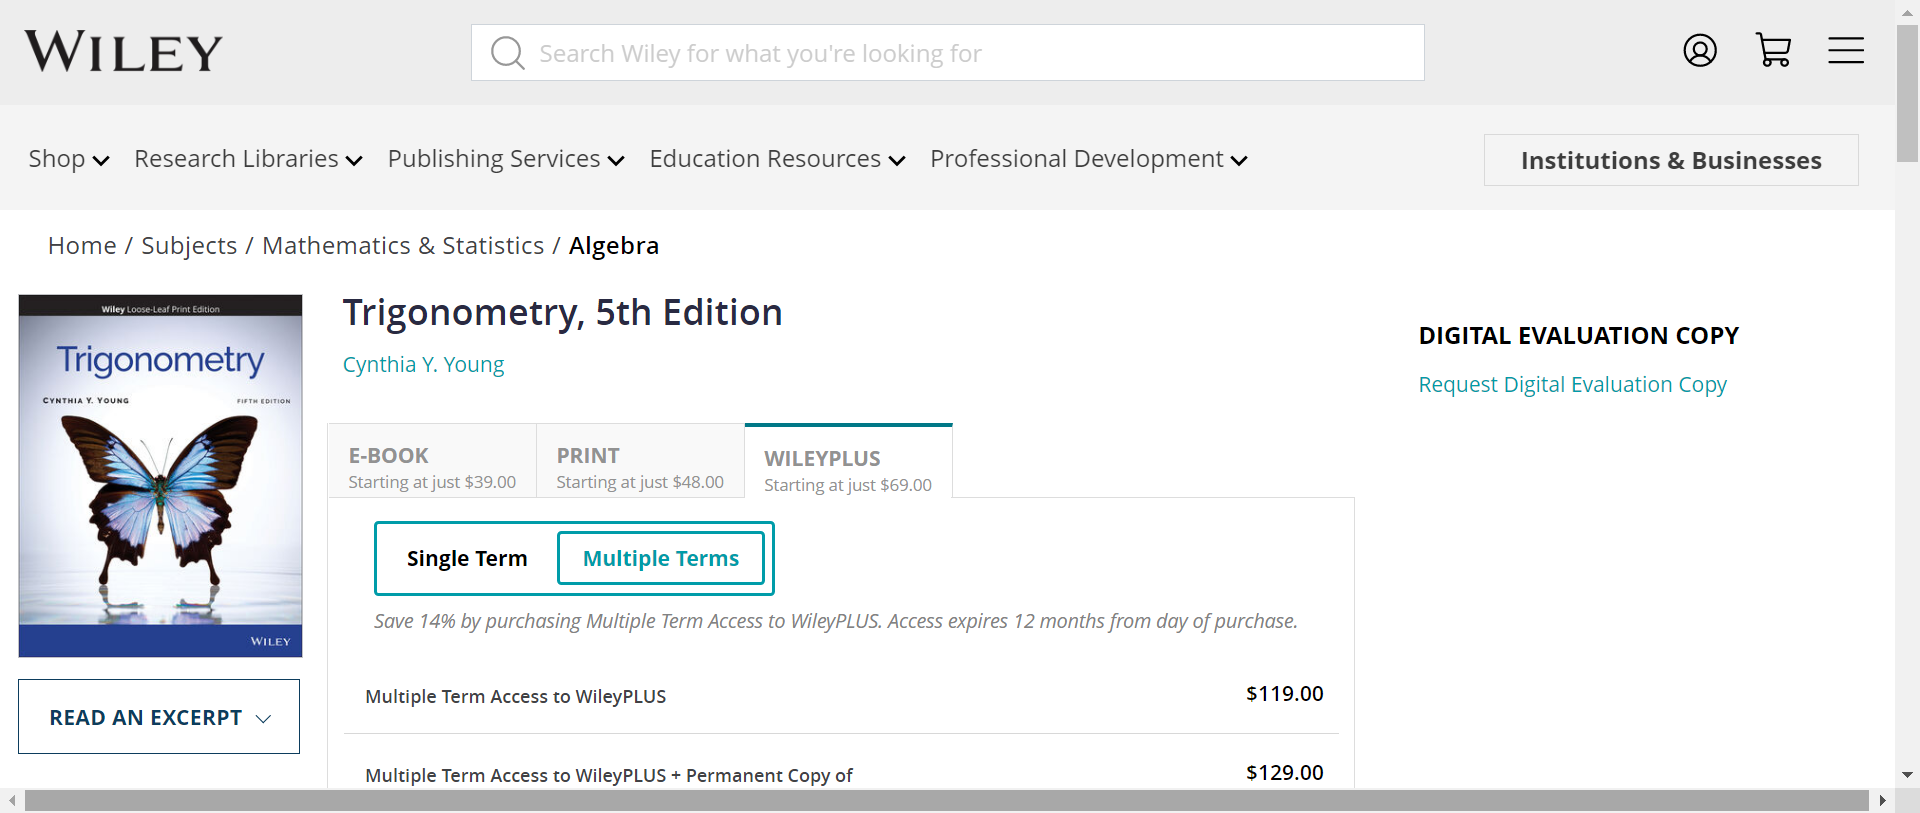 WILEY
Search Wiley for what you're looking for
Shop Research Libraries Publishing Services Education Resources Professional Development Institutions & Businesses
Home / Subjects / Mathematics & Statistics / Algebra
Wiley Loose-Leaf Print Edition
Trigonometry
CYNTHIA Y. YOUNG FIFTH EDITION
WILEY
READ AN EXCERPT
Trigonometry, 5th Edition
Cynthia Y. Young
E-BOOK
Starting at just $39.00
PRINT
Starting at just $48.00
WILEYPLUS
Starting at just $69.00
Single Term Multiple Terms
Save 14% by purchasing Multiple Term Access to WileyPLUS. Access expires 12 months from day of purchase.
Multiple Term Access to WileyPLUS $119.00
Multiple Term Access to WileyPLUS + Permanent Copy of $129.00
DIGITAL EVALUATION COPY
Request Digital Evaluation Copy